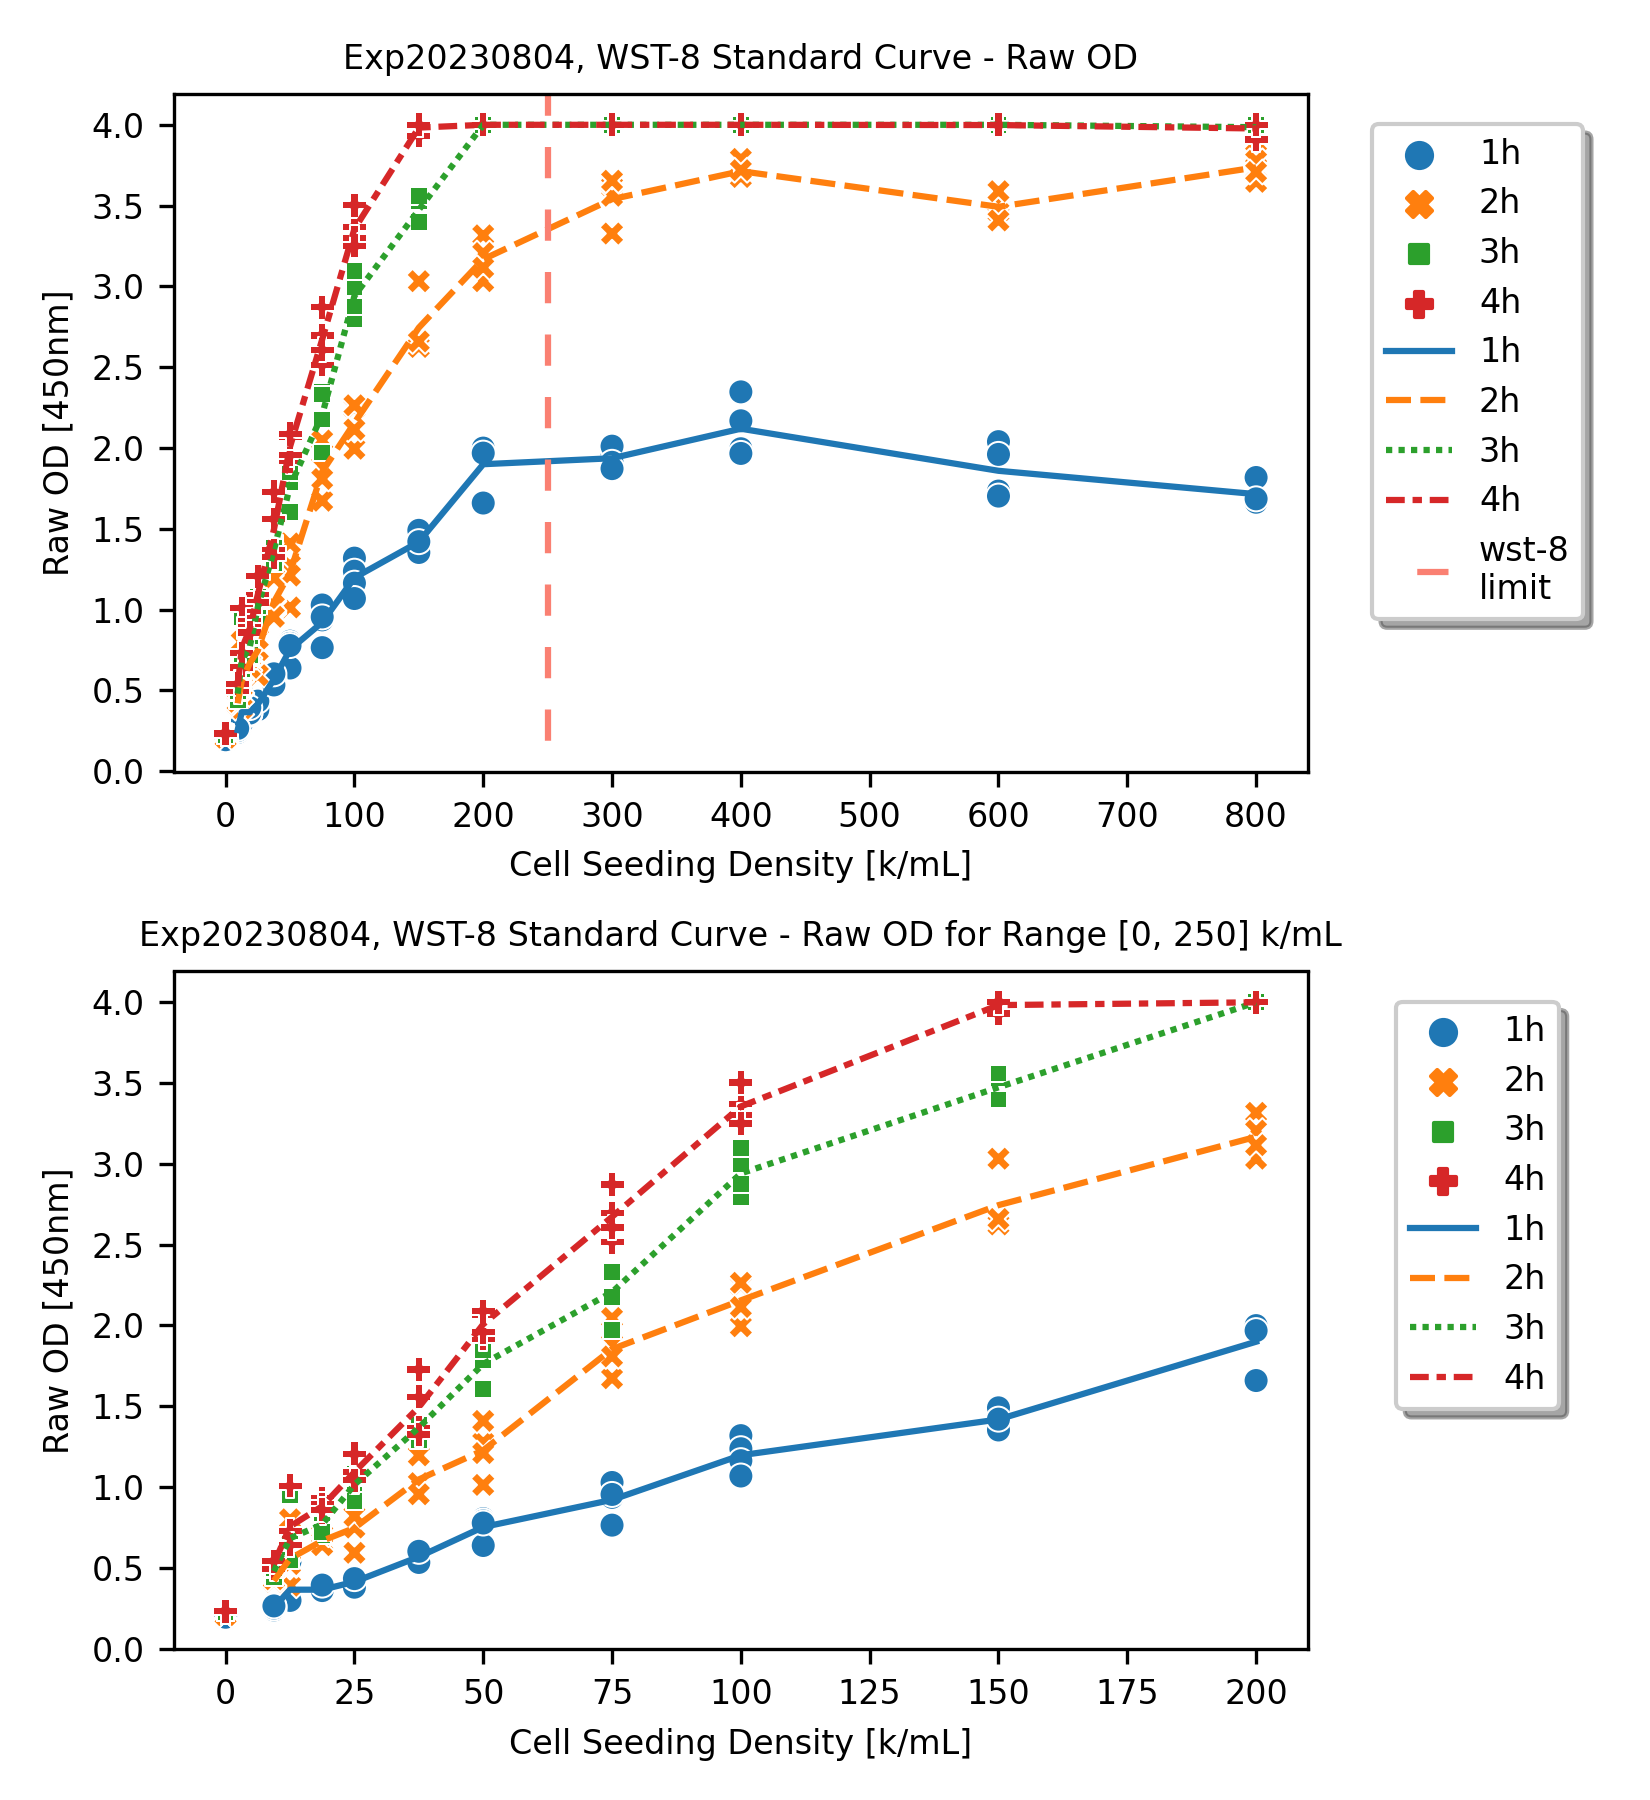 Exp20230804, WST-8 Standard Curve - Raw OD
4.0
3.5
3.0
2.5
2.0
1.5
1.0
0.5
0.0
Raw OD [450nm]
0 100 200 300 400 500 600 700 800
Cell Seeding Density [k/mL]
1h
2h
3h
4h
1h
2h
3h
4h
wst-8
limit
Exp20230804, WST-8 Standard Curve - Raw OD for Range [0, 250] k/mL
4.0
3.5
3.0
2.5
2.0
1.5
1.0
0.5
0.0
Raw OD [450nm]
0 25 50 75 100 125 150 175 200
Cell Seeding Density [k/mL]
1h
2h
3h
4h
1h
2h
3h
4h